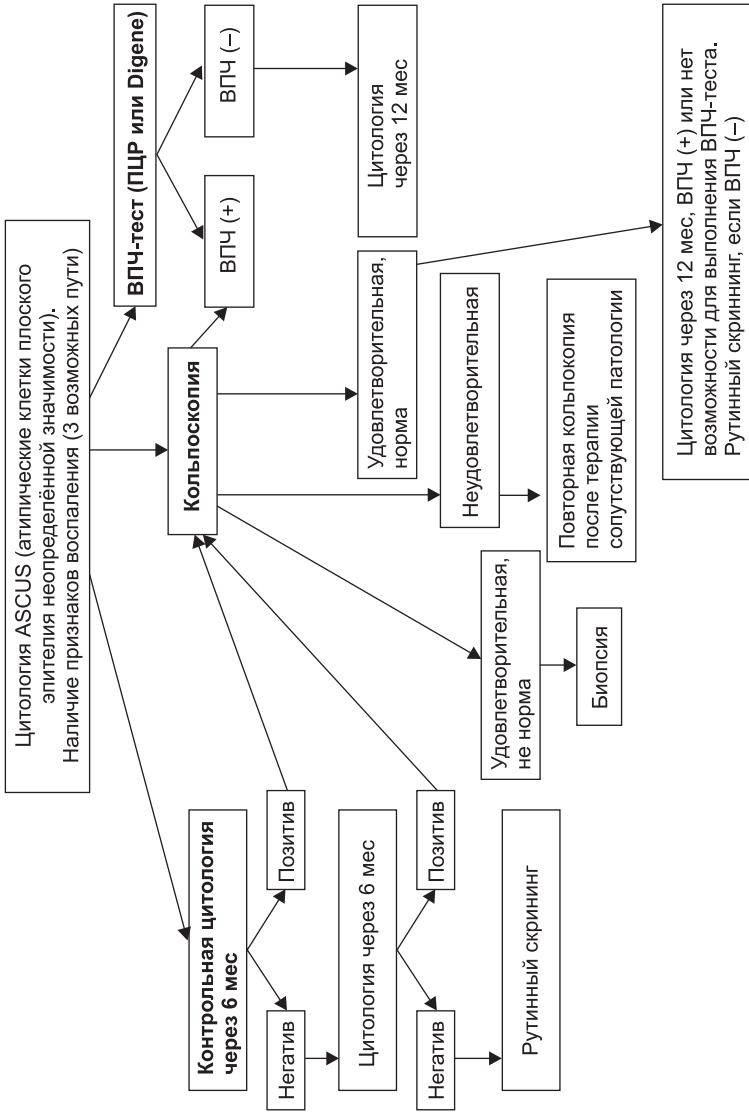 Цитология ASCUS (атипические клетки плоского
эпителия неопределённой значимости).
Наличие признаков воспаления (3 возможных пути)
Контрольная цитология
через 6 мес
Негатив
Позитив
Цитология через 6 мес
Негатив
Позитив
Рутинный скрининг
Кольпоскопия
Удовлетворительная,
не норма
Биопсия
Неудовлетворительная
Повторная кольпокопия
после терапии
сопутствующей патологии
Удовлетворительная,
норма
ВПЧ-тест (ПЦР или Digene)
ВПЧ (+)
ВПЧ (–)
Цитология
через 12 мес
Цитология через 12 мес, ВПЧ (+) или нет
возможности для выполнения ВПЧ-теста.
Рутинный скриннинг, если ВПЧ (–)